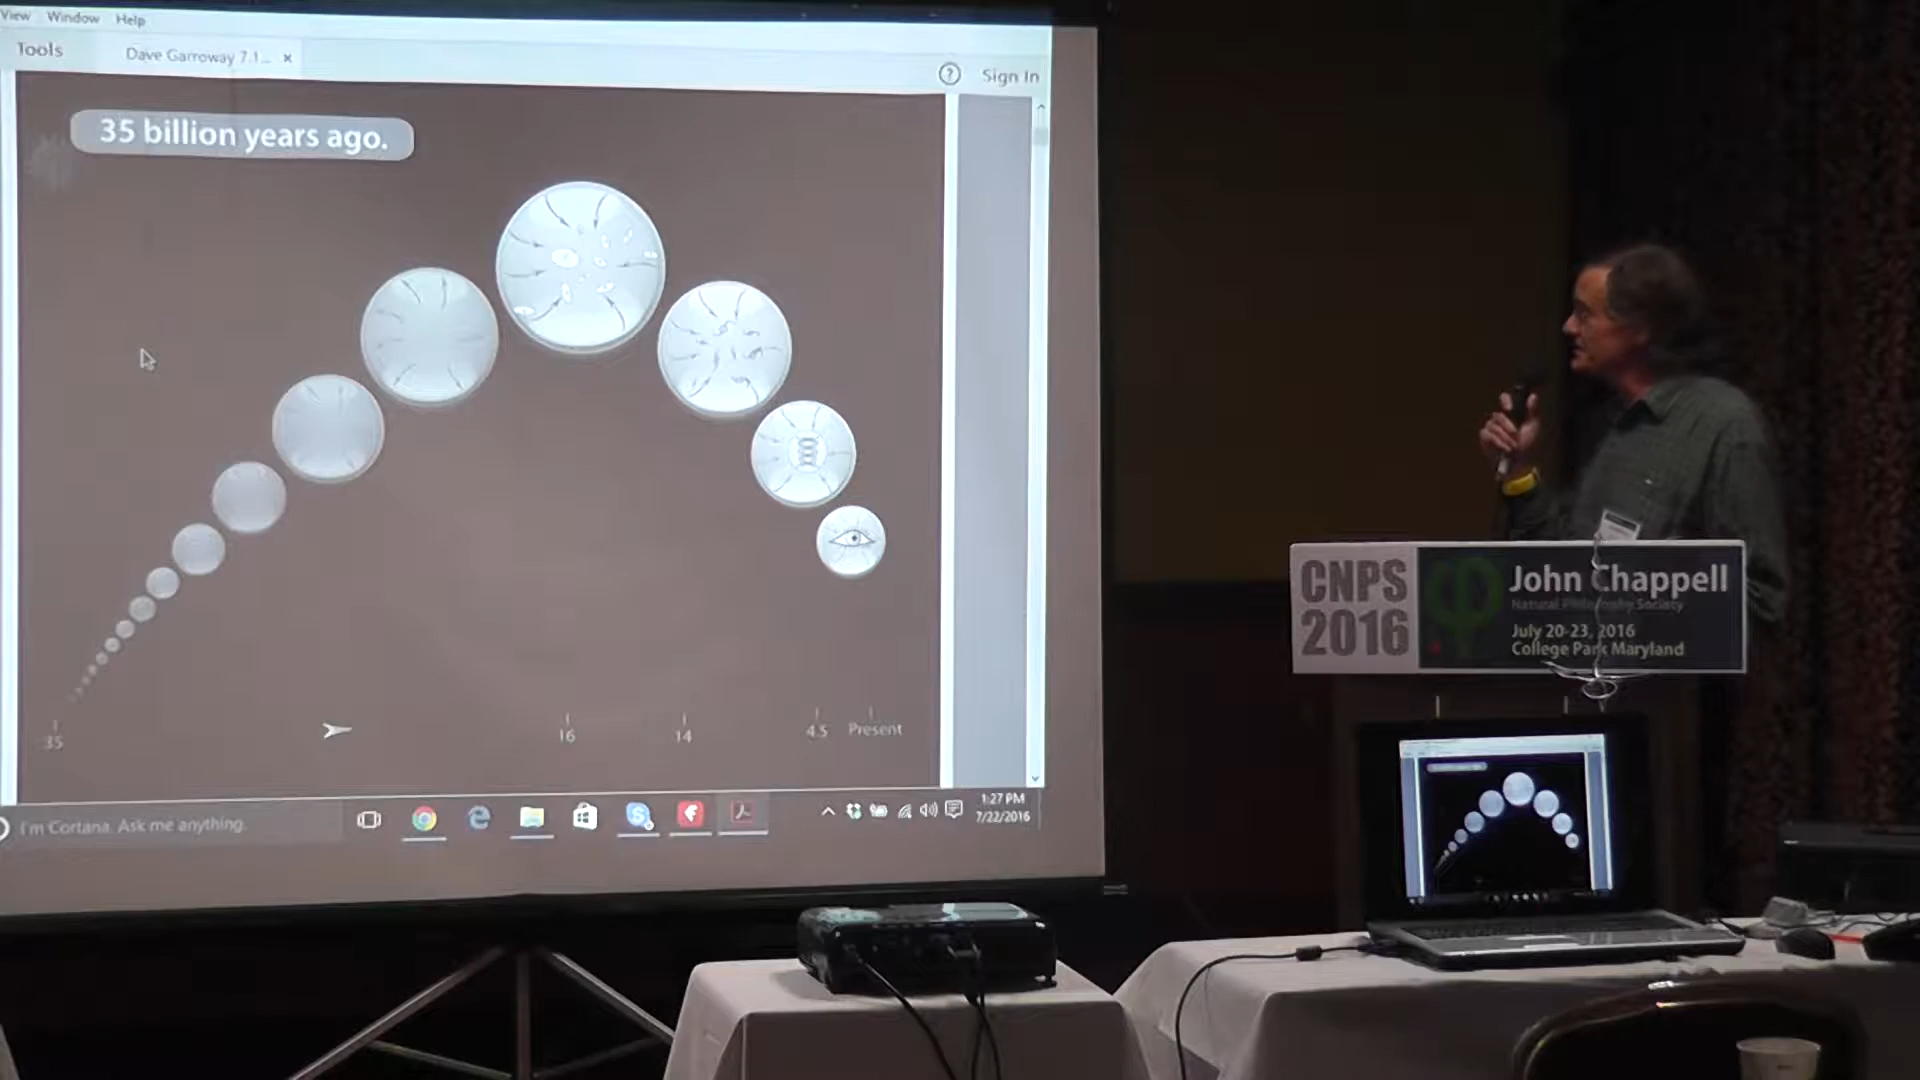 View Window Help
Tools
Dave Garroway 7.1...
Sign In
35 billion years ago.
35
16
14
4.5
Present
I'm Cortana. Ask me anything.
1:27 PM
7/22/2016
CNPS
2016
John Chappell
Natural Philosophy Society
July 20-23, 2016
College Park Maryland